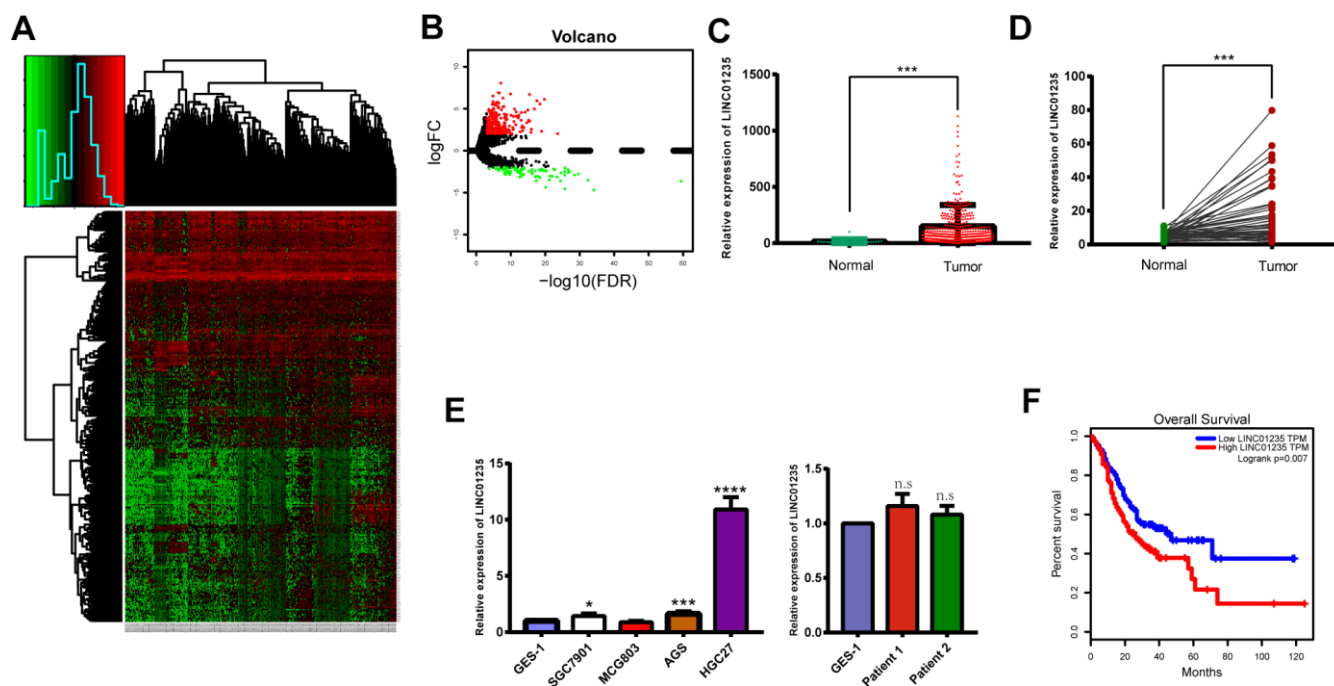 A
B
Volcano
logFC
10
5
0
-5
-10
0
10
20
30
40
50
60
−log10(FDR)
C
Relative expression of LINC01235
1500
1000
500
0
***
Normal
Tumor
D
Relative expression of LINC01235
100
80
60
40
20
0
***
Normal
Tumor
E
Relative expression of LINC01235
15
10
5
0
*
***
****
GES-1
SGC7901
MCG803
AGS
HGC27
Relative expression of LINC01235
1.5
1.0
0.5
0.0
n.s
n.s
GES-1
Patient 1
Patient 2
F
Overall Survival
Low LINC01235 TPM
High LINC01235 TPM
Logrank p=0.007
Percent survival
1.0
0.8
0.6
0.4
0.2
0.0
0
20
40
60
80
100
120
Months